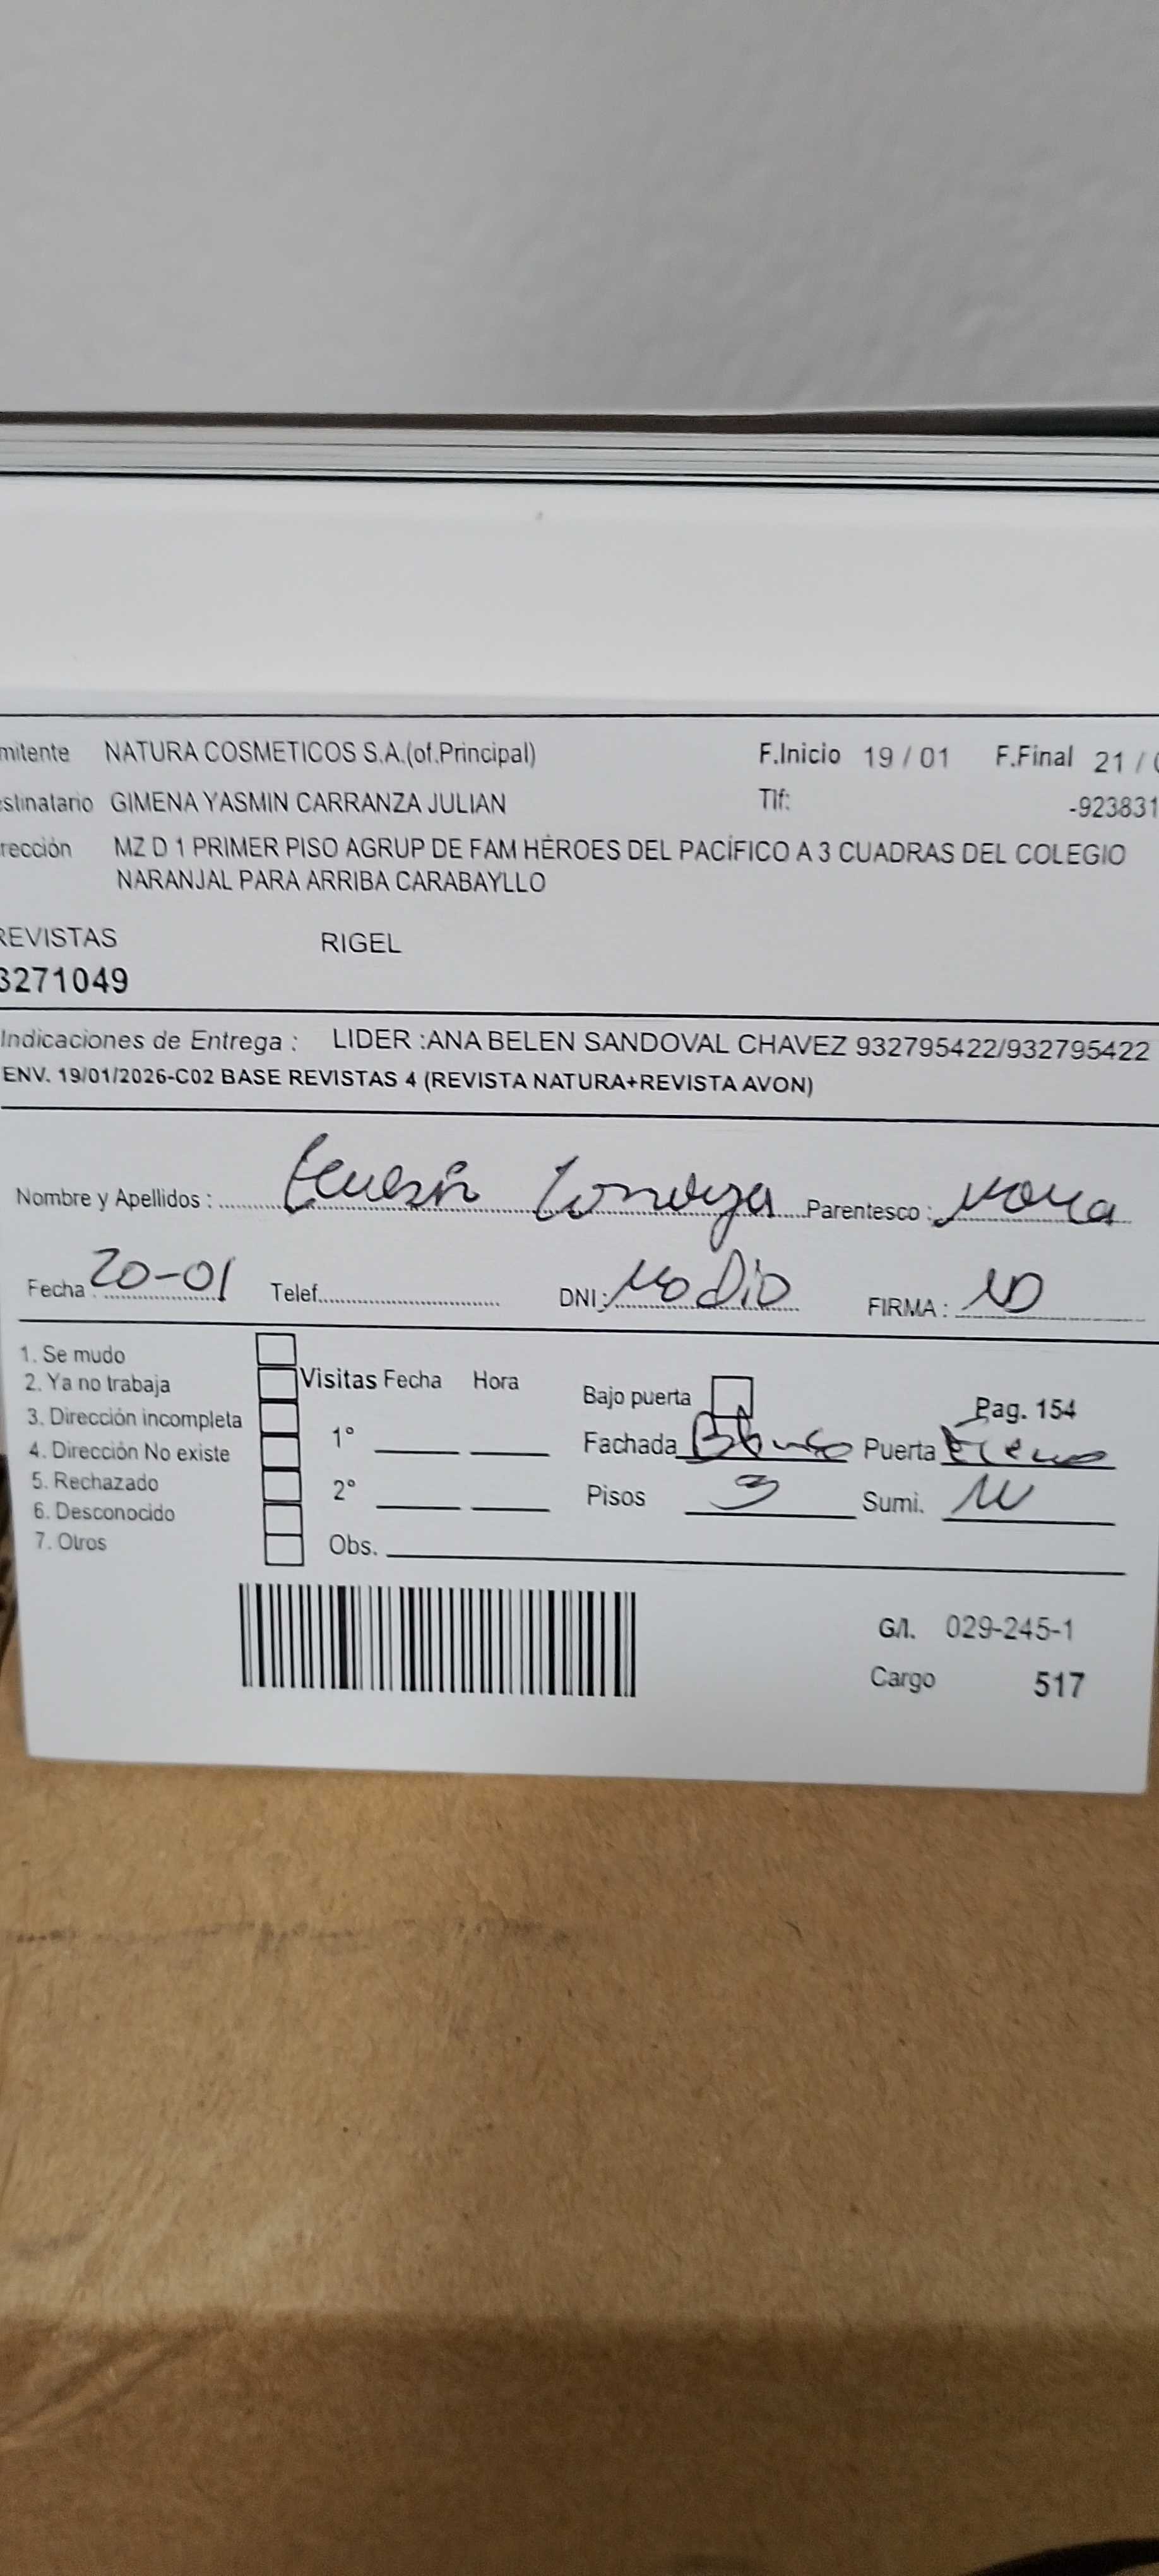 mitente NATURA COSMETICOS S.A.(of.Principal) F.Inicio 19 / 01 F.Final 21 /
stinatario GIMENA YASMIN CARRANZA JULIAN Tlf: -923831
rección MZ D 1 PRIMER PISO AGRUP DE FAM HÉROES DEL PACÍFICO A 3 CUADRAS DEL COLEGIO
NARANJAL PARA ARRIBA CARABAYLLO
REVISTAS RIGEL
3271049
Indicaciones de Entrega : LIDER :ANA BELEN SANDOVAL CHAVEZ 932795422/932795422
ENV. 19/01/2026-C02 BASE REVISTAS 4 (REVISTA NATURA+REVISTA AVON)
Nombre y Apellidos : Parentesco :
Fecha : 20-01 Telef. DNI: No Dio FIRMA :
1. Se mudo
2. Ya no trabaja Visitas Fecha Hora Bajo puerta Pag. 154
3. Dirección incompleta 1° Fachada Blanco Puerta
4. Dirección No existe
5. Rechazado 2° Pisos 3 Sumi.
6. Desconocido
7. Otros Obs.
G/l. 029-245-1
Cargo 517